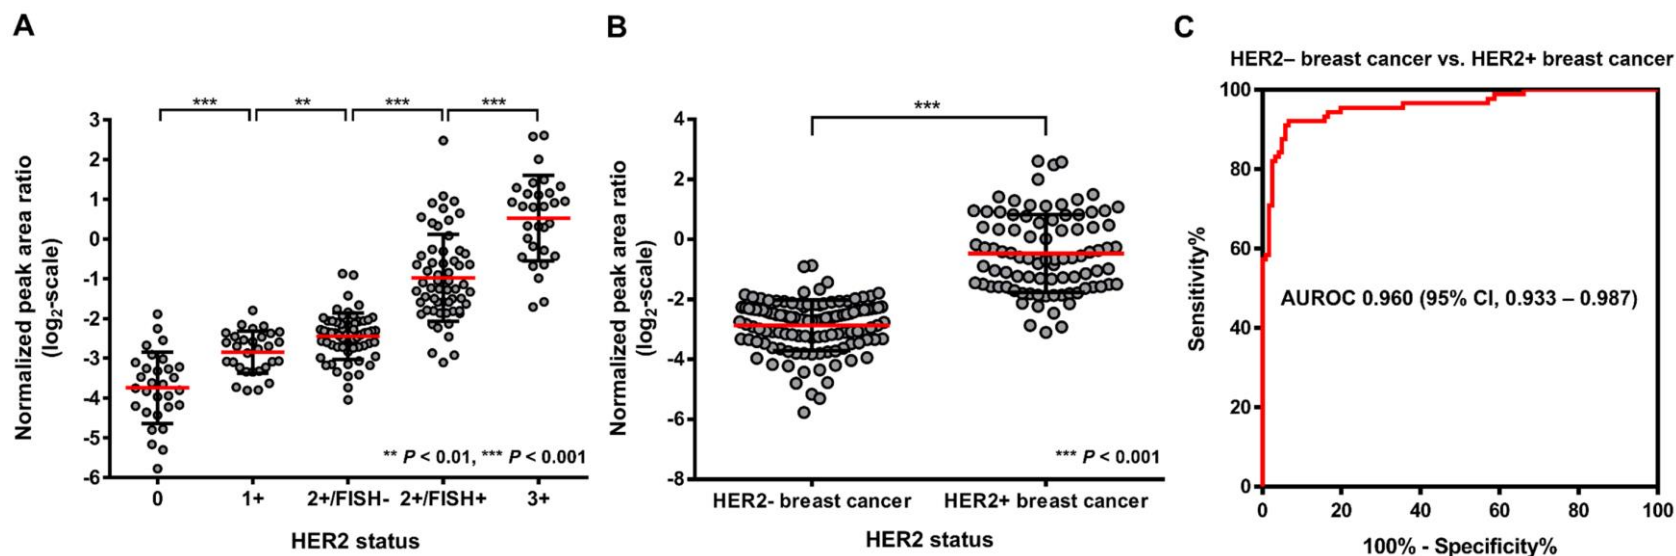 A
*** ** *** ***
Normalized peak area ratio
(log2-scale)
3
2
1
0
-1
-2
-3
-4
-5
-6
** P < 0.01, *** P < 0.001
0 1+ 2+/FISH- 2+/FISH+ 3+
HER2 status
B
***
Normalized peak area ratio
(log2-scale)
4
2
0
-2
-4
-6
-8
*** P < 0.001
HER2- breast cancer HER2+ breast cancer
HER2 status
C
HER2– breast cancer vs. HER2+ breast cancer
Sensitivity%
100
80
60
40
20
0
AUROC 0.960 (95% CI, 0.933 – 0.987)
0 20 40 60 80 100
100% - Specificity%